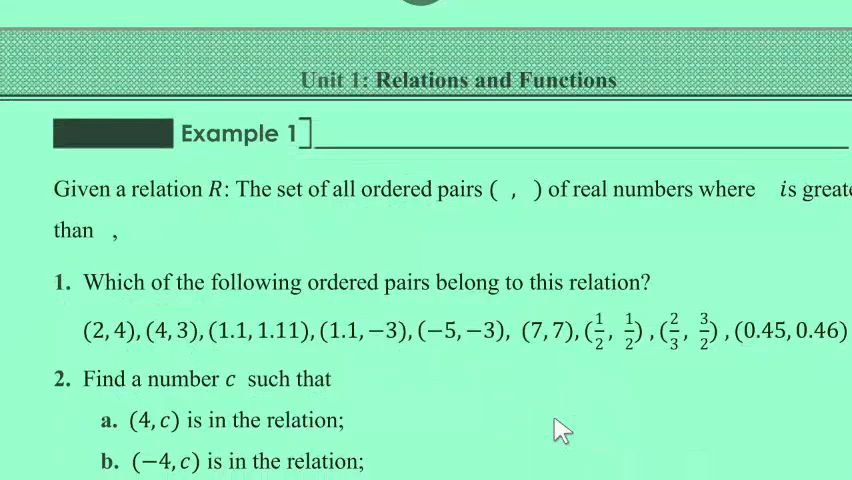 Unit 1: Relations and Functions
Example 1
Given a relation R: The set of all ordered pairs ( , ) of real numbers where is
than ,
1. Which of the following ordered pairs belong to this relation?
(2, 4), (4, 3), (1.1, 1.11), (1.1, −3), (−5, −3), (7, 7), (1/2, 1/2), (2/3, 3/2), (0.45, 0.46)
2. Find a number c such that
a. (4, c) is in the relation;
b. (−4, c) is in the relation;